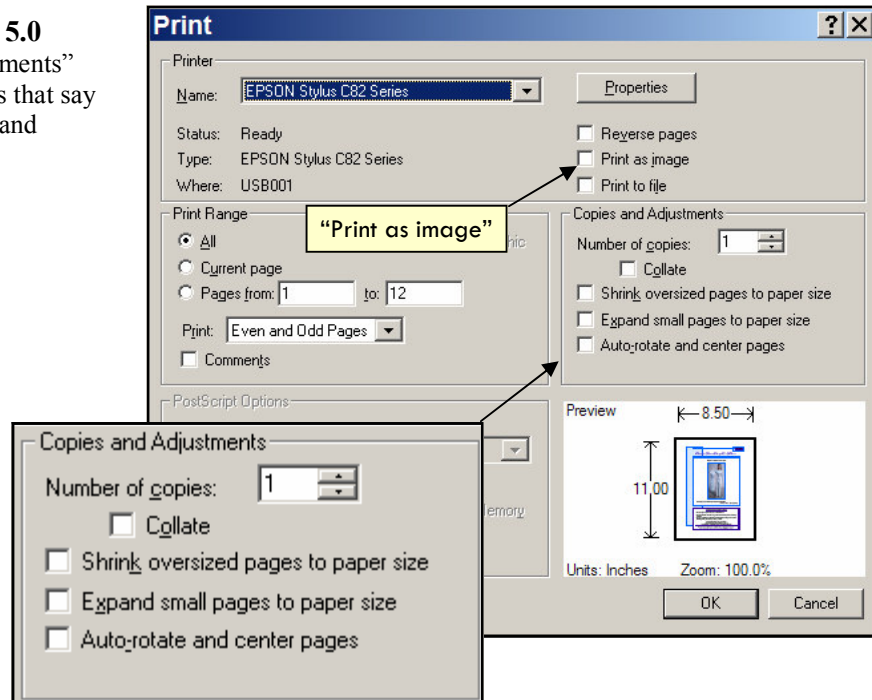 5.0
ments”
s that say
and
Print
Printer
Name: EPSON Stylus C82 Series
Properties
Status: Ready
Reverse pages
Type: EPSON Stylus C82 Series
Print as image
Where: USB001
Print to file
“Print as image”
Print Range
All
hic
Current page
Pages from: 1 to: 12
Print: Even and Odd Pages
Comments
Copies and Adjustments
Number of copies: 1
Collate
Shrink oversized pages to paper size
Expand small pages to paper size
Auto-rotate and center pages
PostScript Options
emory
Preview
8.50
11.00
Units: Inches Zoom: 100.0%
OK Cancel
Copies and Adjustments
Number of copies: 1
Collate
Shrink oversized pages to paper size
Expand small pages to paper size
Auto-rotate and center pages